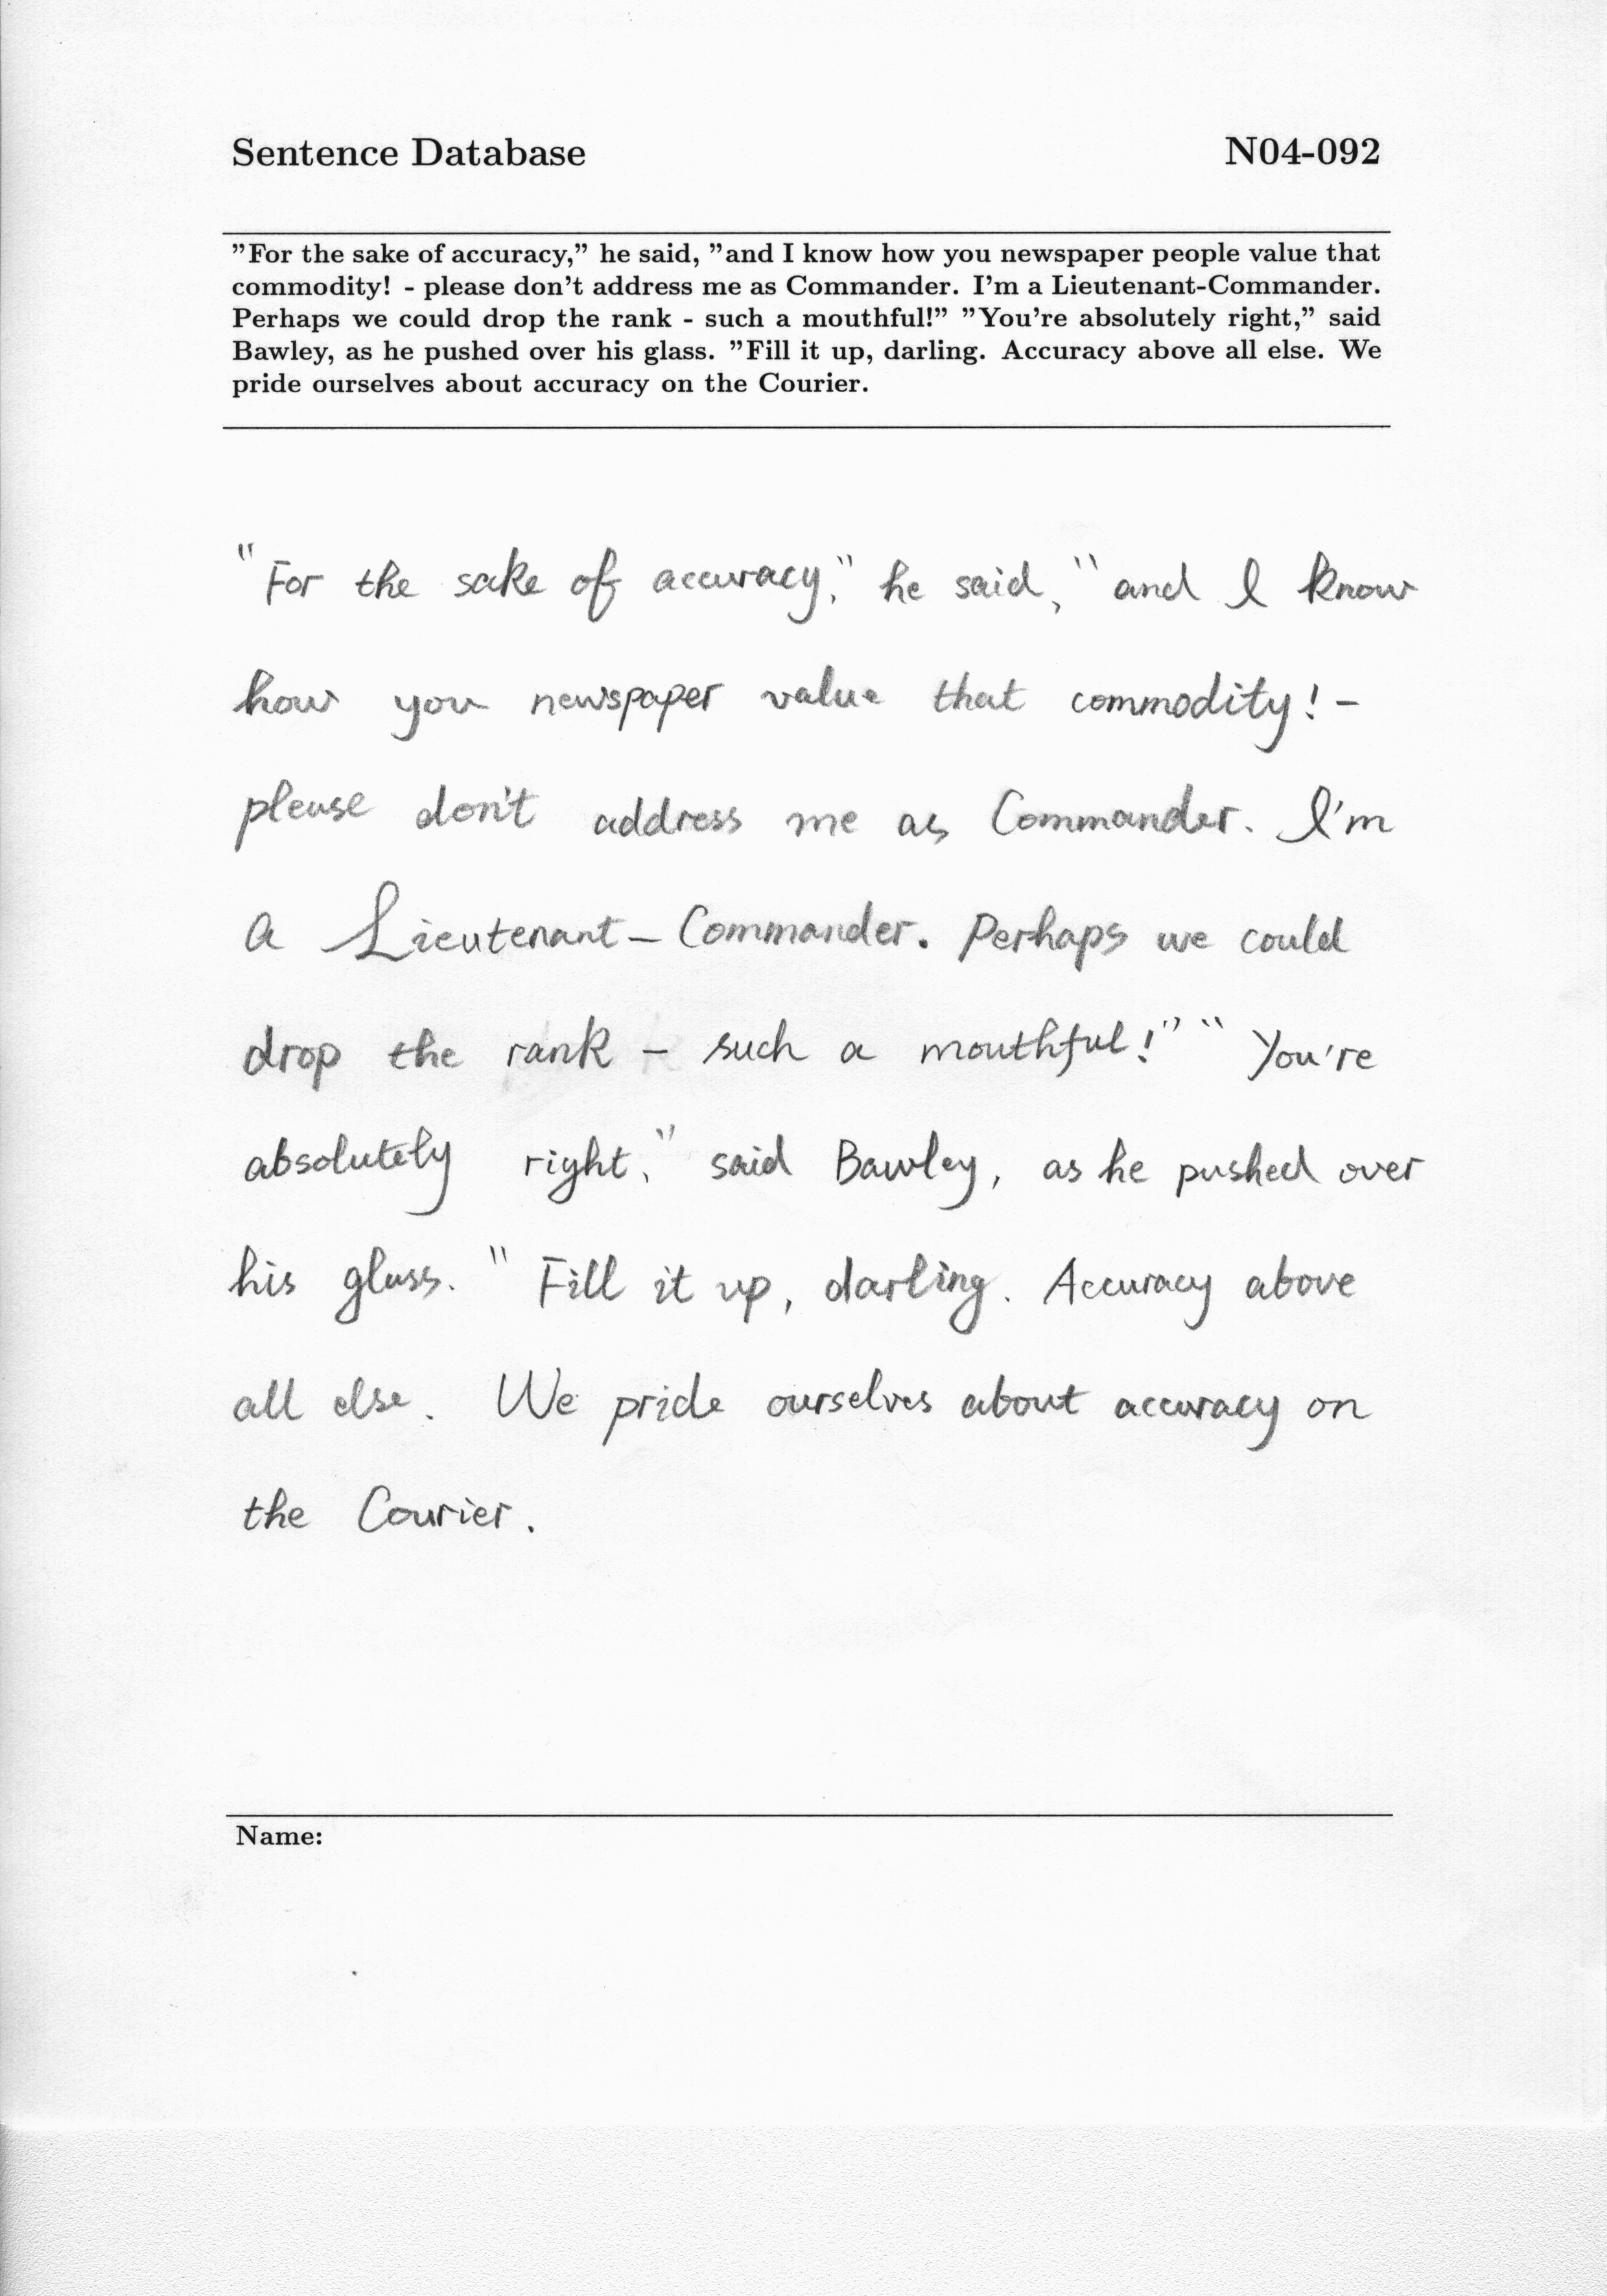 Sentence Database N04-092
”For the sake of accuracy,” he said, ”and I know how you newspaper people value that
commodity! - please don’t address me as Commander. I’m a Lieutenant-Commander.
Perhaps we could drop the rank - such a mouthful!” ”You’re absolutely right,” said
Bawley, as he pushed over his glass. ”Fill it up, darling. Accuracy above all else. We
pride ourselves about accuracy on the Courier.
"For the sake of accuracy," he said, "and I know
how you newspaper value that commodity! -
please don't address me as Commander. I'm
a Lieutenant-Commander. Perhaps we could
drop the rank - such a mouthful!" "You're
absolutely right," said Bawley, as he pushed over
his glass. "Fill it up, darling. Accuracy above
all else. We pride ourselves about accuracy on
the Courier.
Name: